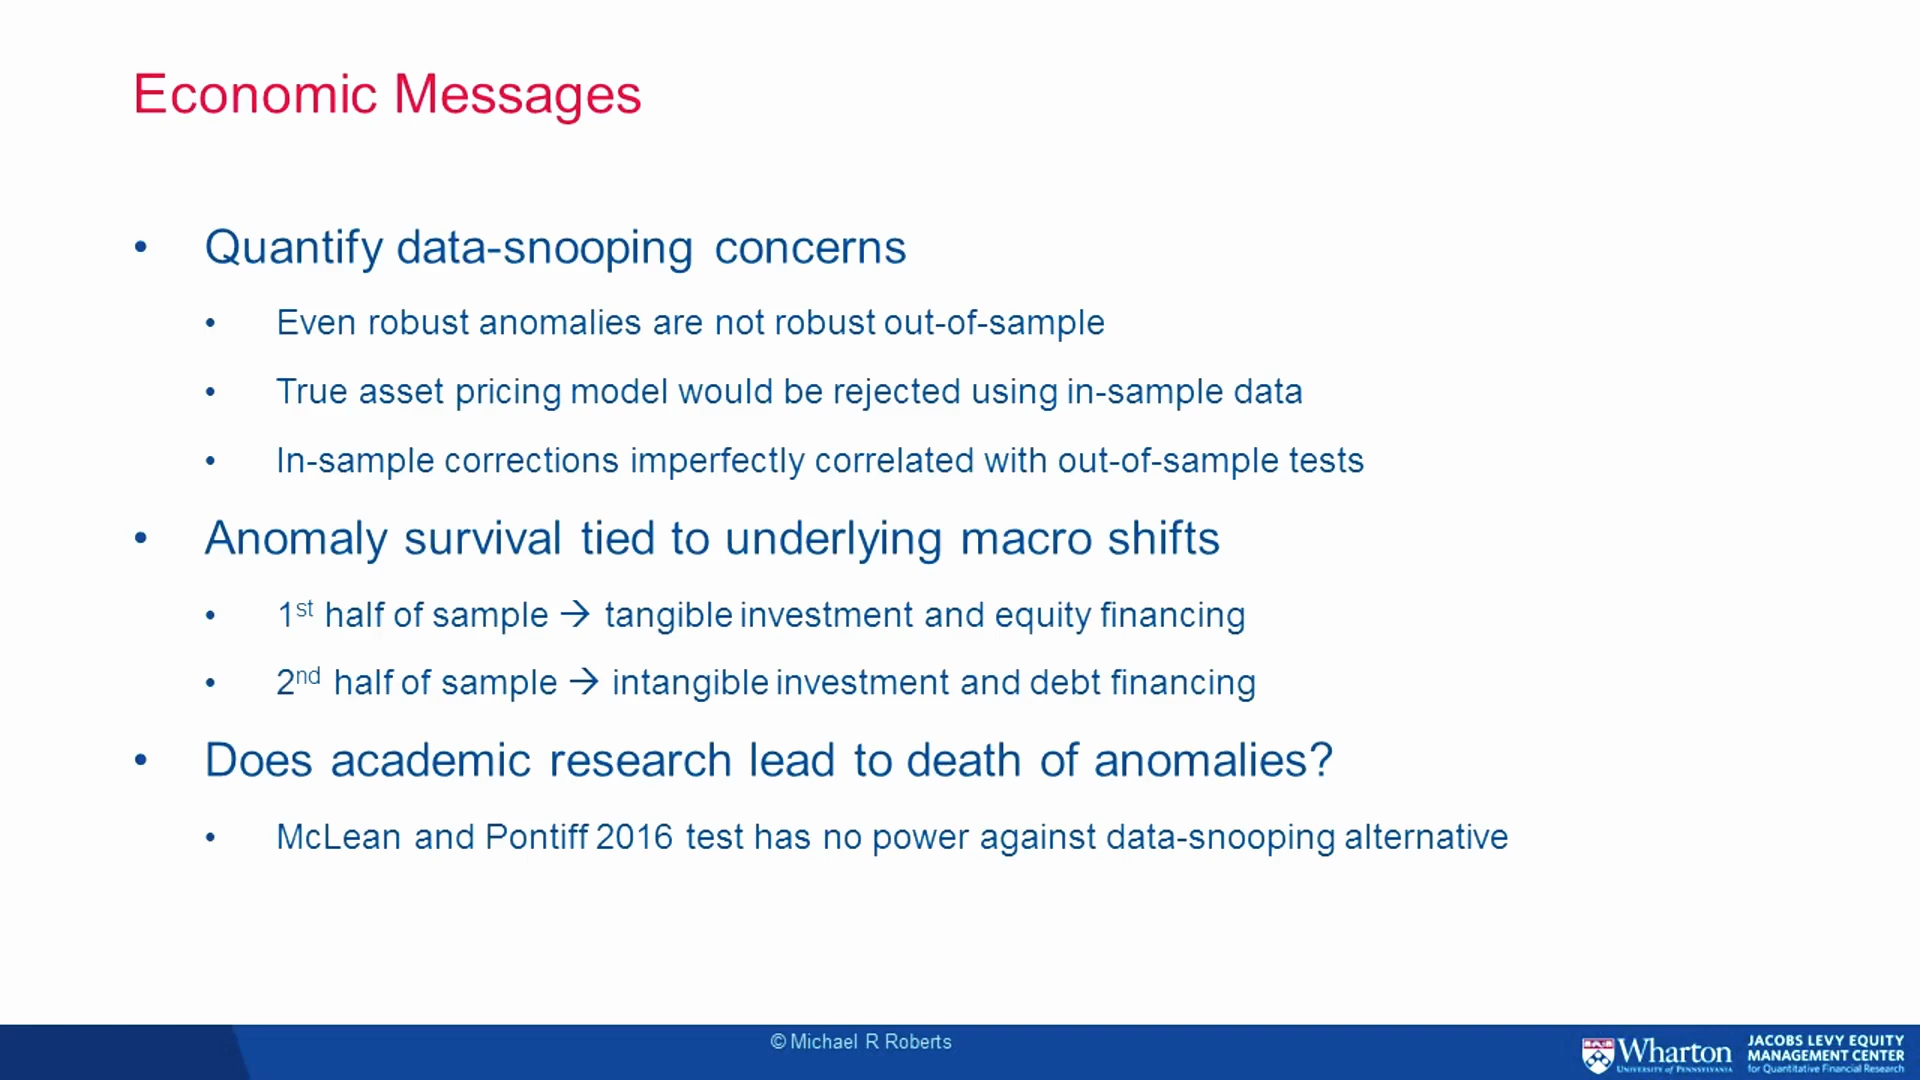 Economic Messages
• Quantify data-snooping concerns
• Even robust anomalies are not robust out-of-sample
• True asset pricing model would be rejected using in-sample data
• In-sample corrections imperfectly correlated with out-of-sample tests
• Anomaly survival tied to underlying macro shifts
• 1st half of sample → tangible investment and equity financing
• 2nd half of sample → intangible investment and debt financing
• Does academic research lead to death of anomalies?
• McLean and Pontiff 2016 test has no power against data-snooping alternative
© Michael R Roberts
Wharton
UNIVERSITY of PENNSYLVANIA
JACOBS LEVY EQUITY
MANAGEMENT CENTER
for Quantitative Financial Research